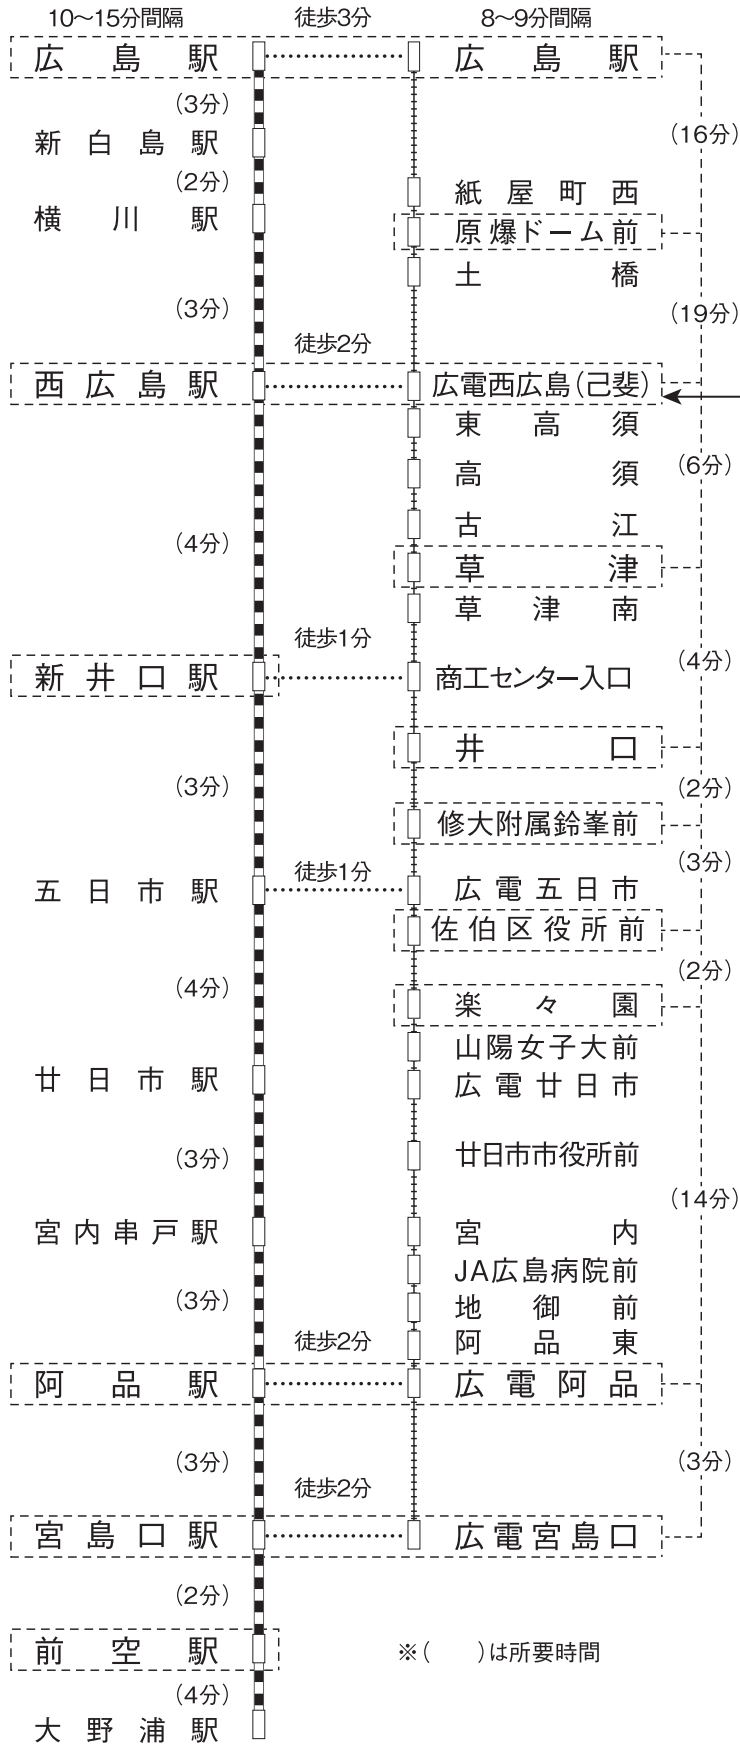 10〜15分間隔
徒歩3分
8〜9分間隔
広島駅
広島駅
(3分)
(16分)
新白島駅
(2分)
紙屋町西
横川駅
原爆ドーム前
土橋
(3分)
(19分)
徒歩2分
西広島駅
広電西広島(己斐)
東高須
(6分)
高須
古江
(4分)
草津
草津南
徒歩1分
(4分)
新井口駅
商工センター入口
井口
(3分)
(2分)
修大附属鈴峯前
(3分)
徒歩1分
五日市駅
広電五日市
佐伯区役所前
(2分)
(4分)
楽々園
山陽女子大前
廿日市駅
広電廿日市
(3分)
廿日市市役所前
(14分)
宮内串戸駅
宮内
JA広島病院前
(3分)
地御前
徒歩2分
阿品東
阿品駅
広電阿品
(3分)
(3分)
徒歩2分
宮島口駅
広電宮島口
(2分)
前空駅
※(　　)は所要時間
(4分)
大野浦駅